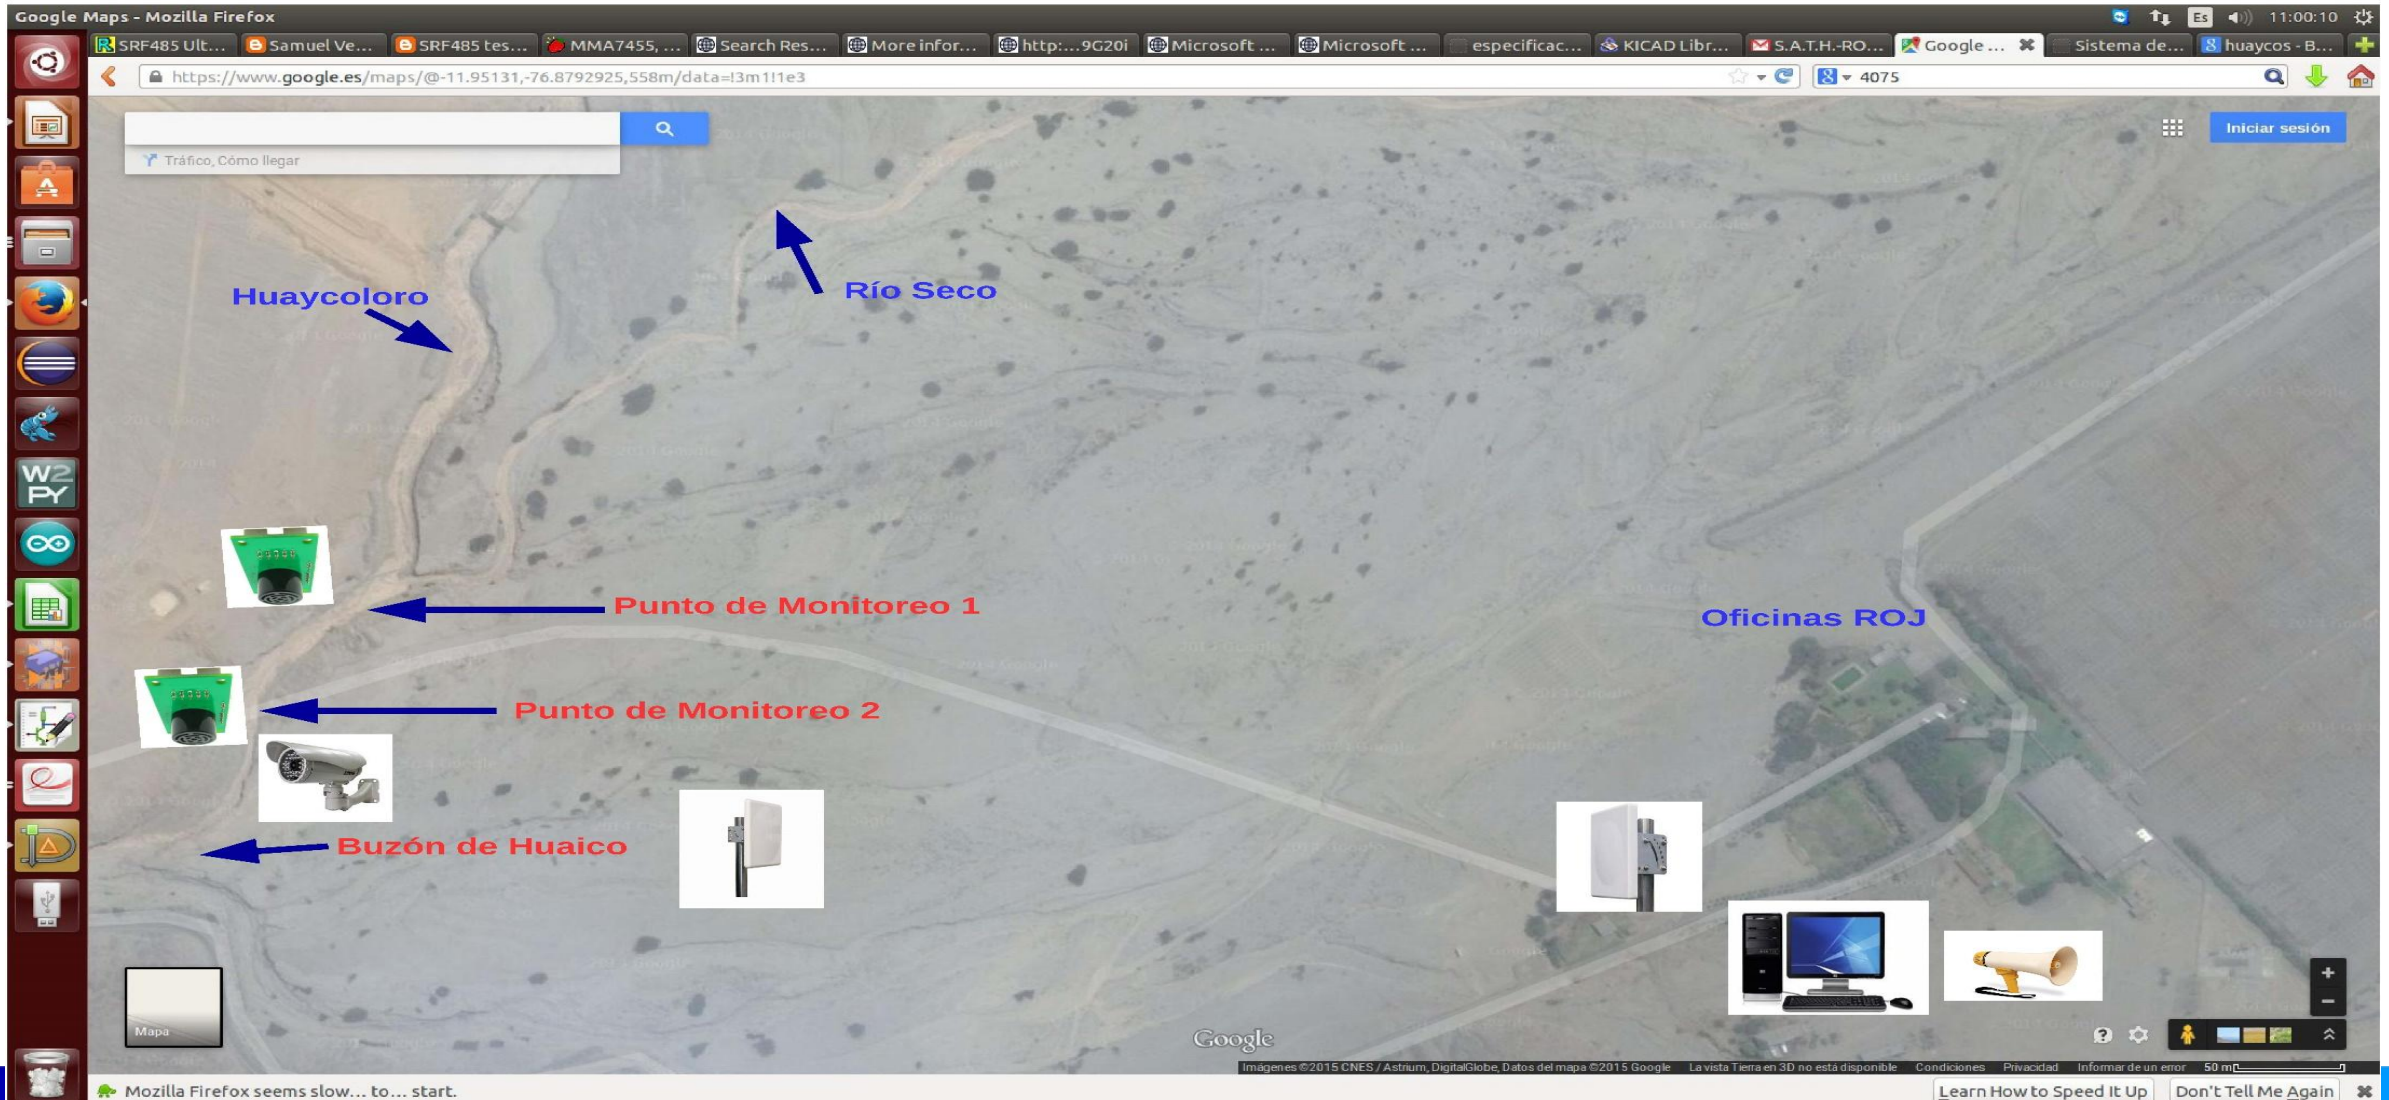 Google Maps - Mozilla Firefox
Es 11:00:10
SRF485 Ult... Samuel Ve... SRF485 tes... MMA7455, ... Search Res... More infor... http:...9G20i Microsoft ... Microsoft ... especificac... KICAD Libr... S.A.T.H.-RO... Google ... Sistema de... huaycos - B...
https://www.google.es/maps/@-11.95131,-76.8792925,558m/data=!3m1!1e3
8 4075
Iniciar sesión
Tráfico, Cómo llegar
Río Seco
Huaycoloro
W2
PY
Punto de Monitoreo 1
Oficinas ROJ
Punto de Monitoreo 2
Buzón de Huaico
Mapa
Google
Imágenes ©2015 CNES / Astrium, DigitalGlobe, Datos del mapa ©2015 Google La vista Tierra en 3D no está disponible Condiciones Privacidad Informar de un error 50 m
Mozilla Firefox seems slow... to... start.
Learn How to Speed It Up Don't Tell Me Again